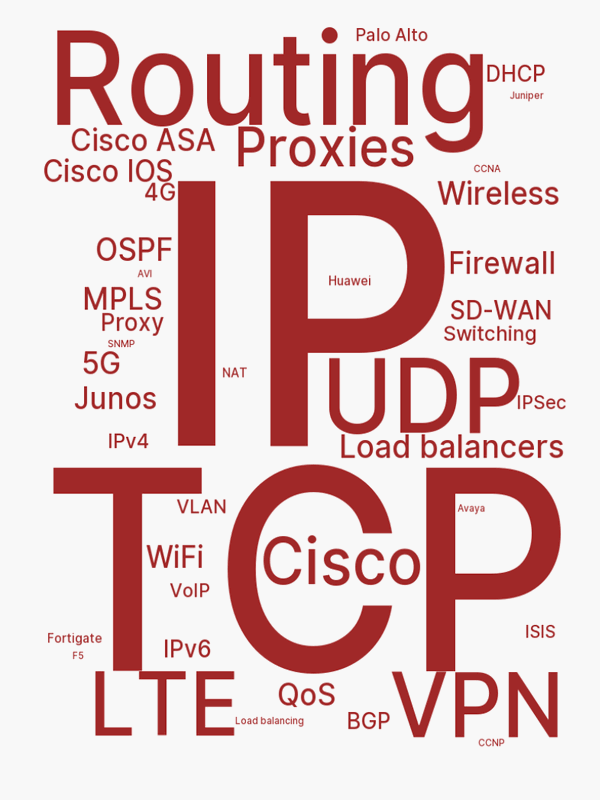 Palo Alto
Routing
DHCP
Juniper
Cisco ASA
Proxies
Cisco IOS
CCNA
4G
Wireless
IP
OSPF
Firewall
AVI
Huawei
MPLS
SD-WAN
Proxy
Switching
SNMP
5G
NAT
UDP
Junos
IPSec
IPv4
Load balancers
TCP
VLAN
Avaya
WiFi
Cisco
VoIP
ISIS
Fortigate
IPv6
F5
LTE
QoS
VPN
Load balancing
BGP
CCNP